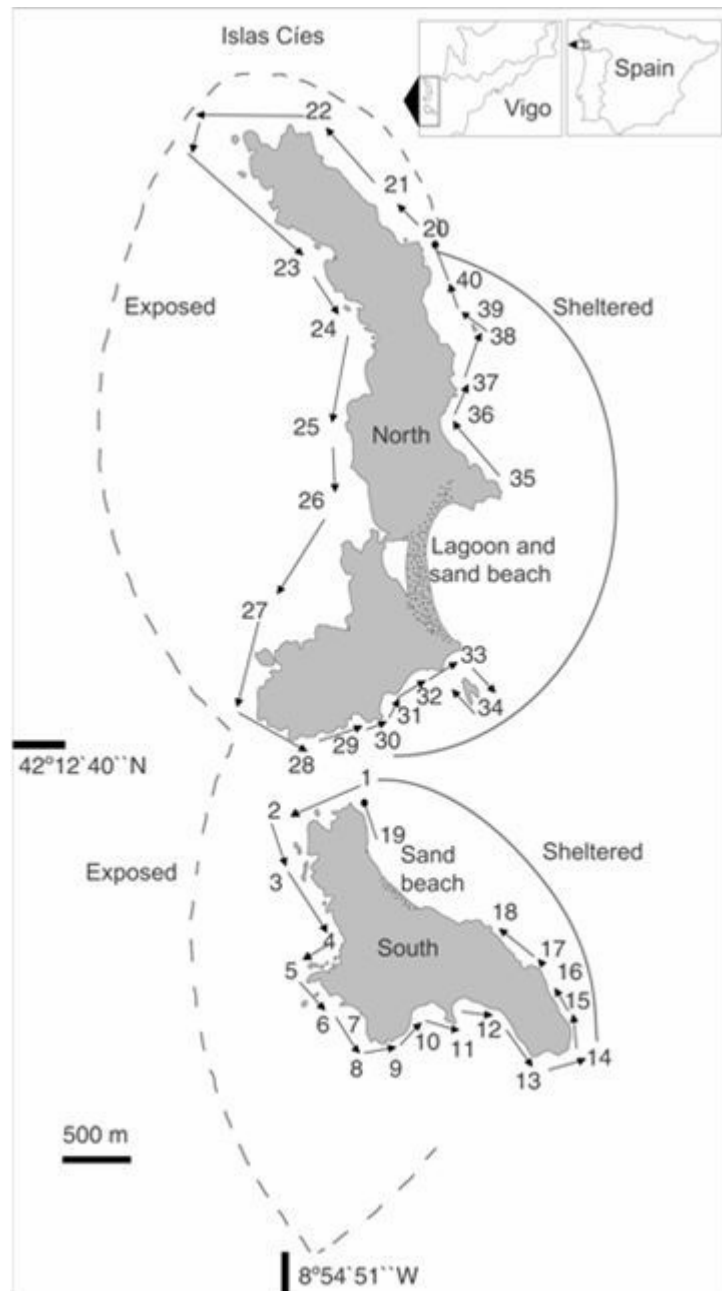 Islas Cíes
Spain
Vigo
22
21
20
23
40
Exposed
39
Sheltered
24
38
37
36
25
North
35
26
Lagoon and
sand beach
27
33
32
34
31
29
30
28
42º12`40``N
1
2
19
Exposed
Sand
beach
Sheltered
3
18
4
South
17
5
16
15
6
7
12
10
11
14
8
9
13
500 m
8º54`51``W